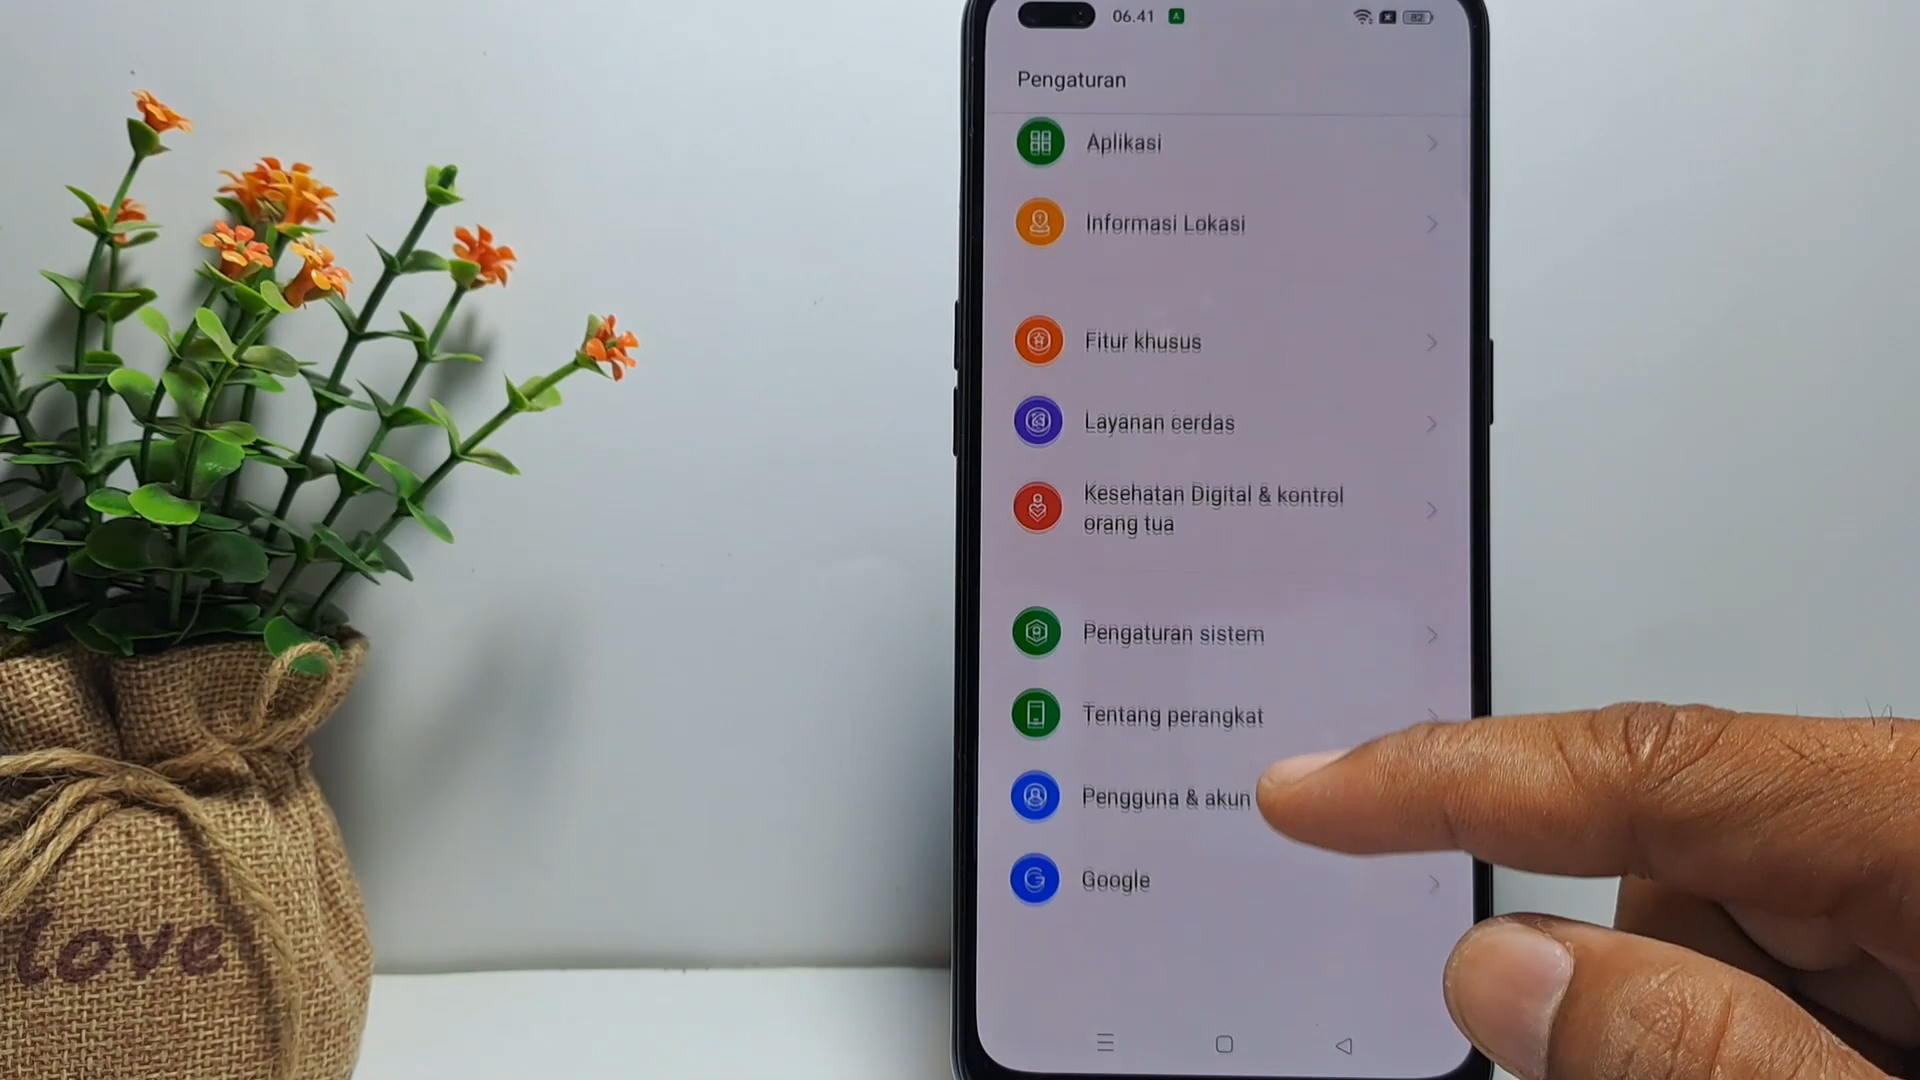 06.41
82
Pengaturan
Aplikasi
Informasi Lokasi
Fitur khusus
Layanan cerdas
Kesehatan Digital & kontrol
orang tua
Pengaturan sistem
Tentang perangkat
Pengguna & akun
Google
love